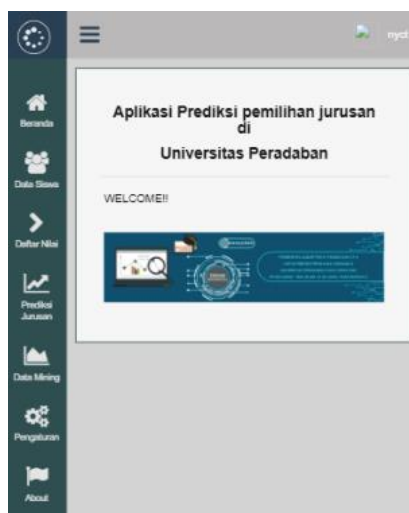 nyct
Beranda
Data Siswa
Daftar Nilai
Prediksi
Jurusan
Data Mining
Pengaturan
About
Aplikasi Prediksi pemilihan jurusan
di
Universitas Peradaban
WELCOME!!